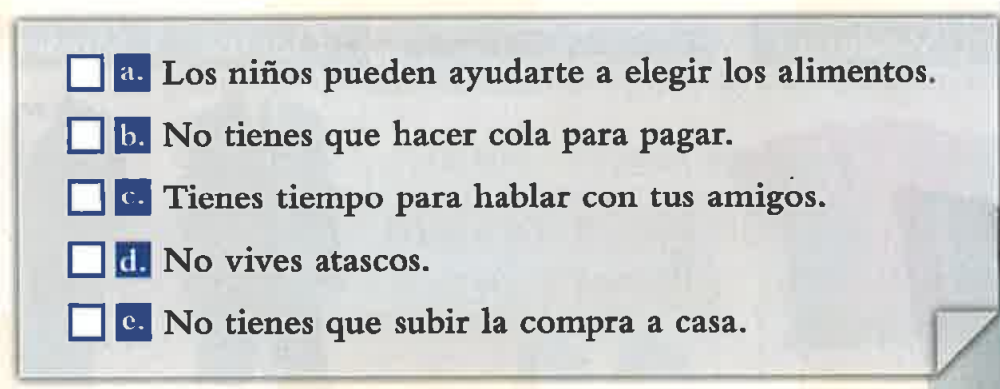 a. Los niños pueden ayudarte a elegir los alimentos.
b. No tienes que hacer cola para pagar.
c. Tienes tiempo para hablar con tus amigos.
d. No vives atascos.
e. No tienes que subir la compra a casa.